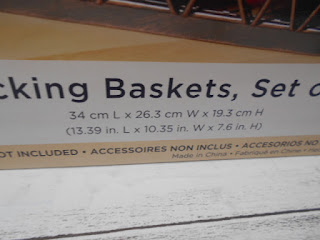 cking Baskets, Set o
34 cm L x 26.3 cm W x 19.3 cm H
(13.39 in. L x 10.35 in. W x 7.6 in. H)
OT INCLUDED • ACCESSOIRES NON INCLUS • ACCESORIOS NO
Made in China • Fabriqué en Chine • He